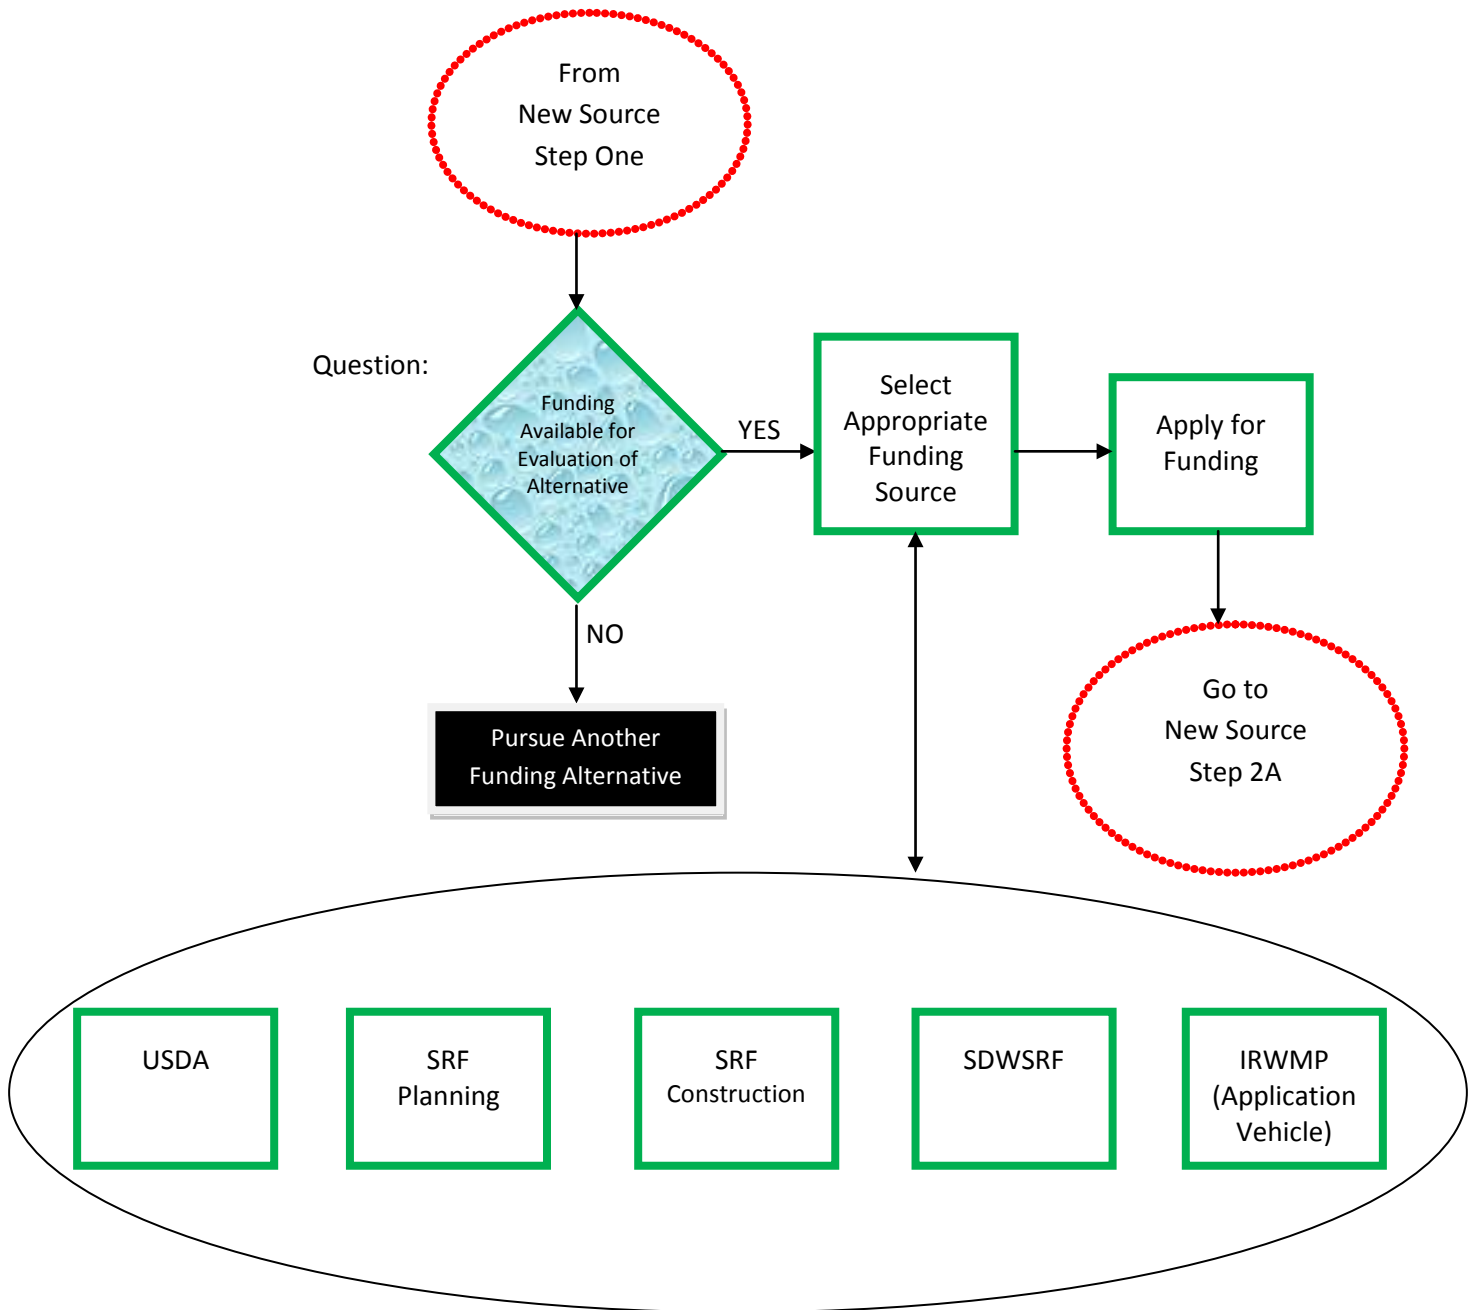 From
New Source
Step One
Question:
Funding
Available for
Evaluation of
Alternative
YES
Select
Appropriate
Funding
Source
Apply for
Funding
NO
Pursue Another
Funding Alternative
Go to
New Source
Step 2A
USDA
SRF
Planning
SRF
Construction
SDWSRF
IRWMP
(Application
Vehicle)